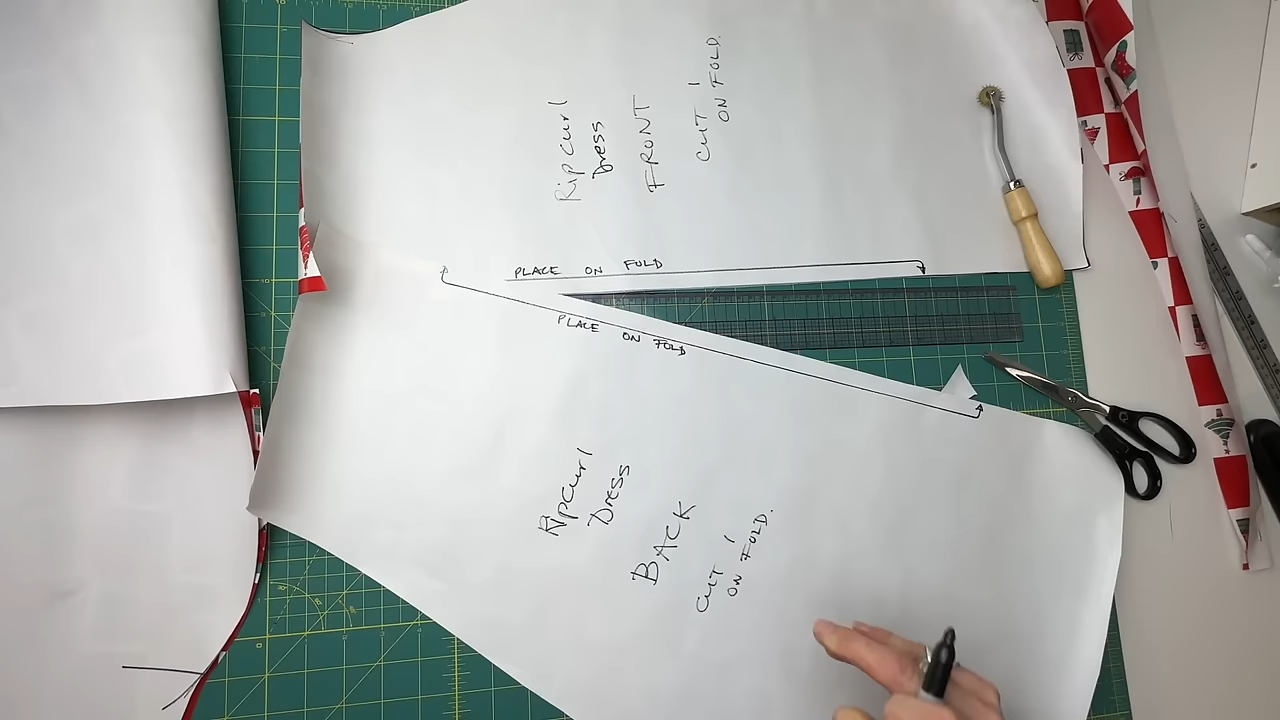 Ripcurl
Dress
FRONT
CUT 1
ON FOLD.
PLACE ON FOLD
PLACE ON FOLD
RipCurl
Dress
BACK
CUT 1
ON FOLD.